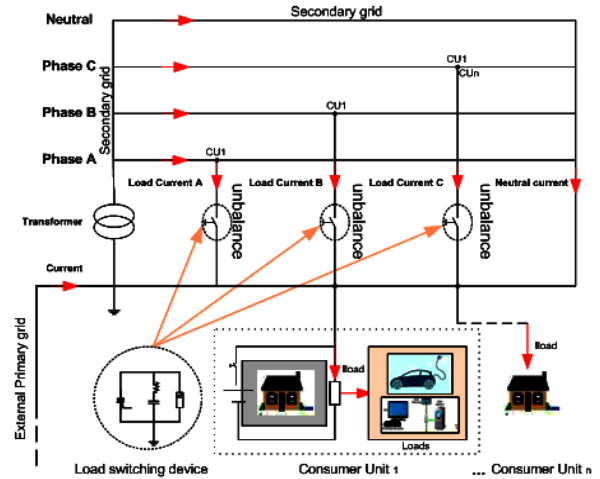 Secondary grid
Neutral
Phase C
CU1
CUn
Secondary grid
Phase B
CU1
Phase A
CU1
Load Current A
unbalance
Load Current B
unbalance
Load Current C
unbalance
Neutral current
Transformer
Current
External Primary grid
Iload
Iload
Iload
Loads
Load switching device
Consumer Unit 1
... Consumer Unit n